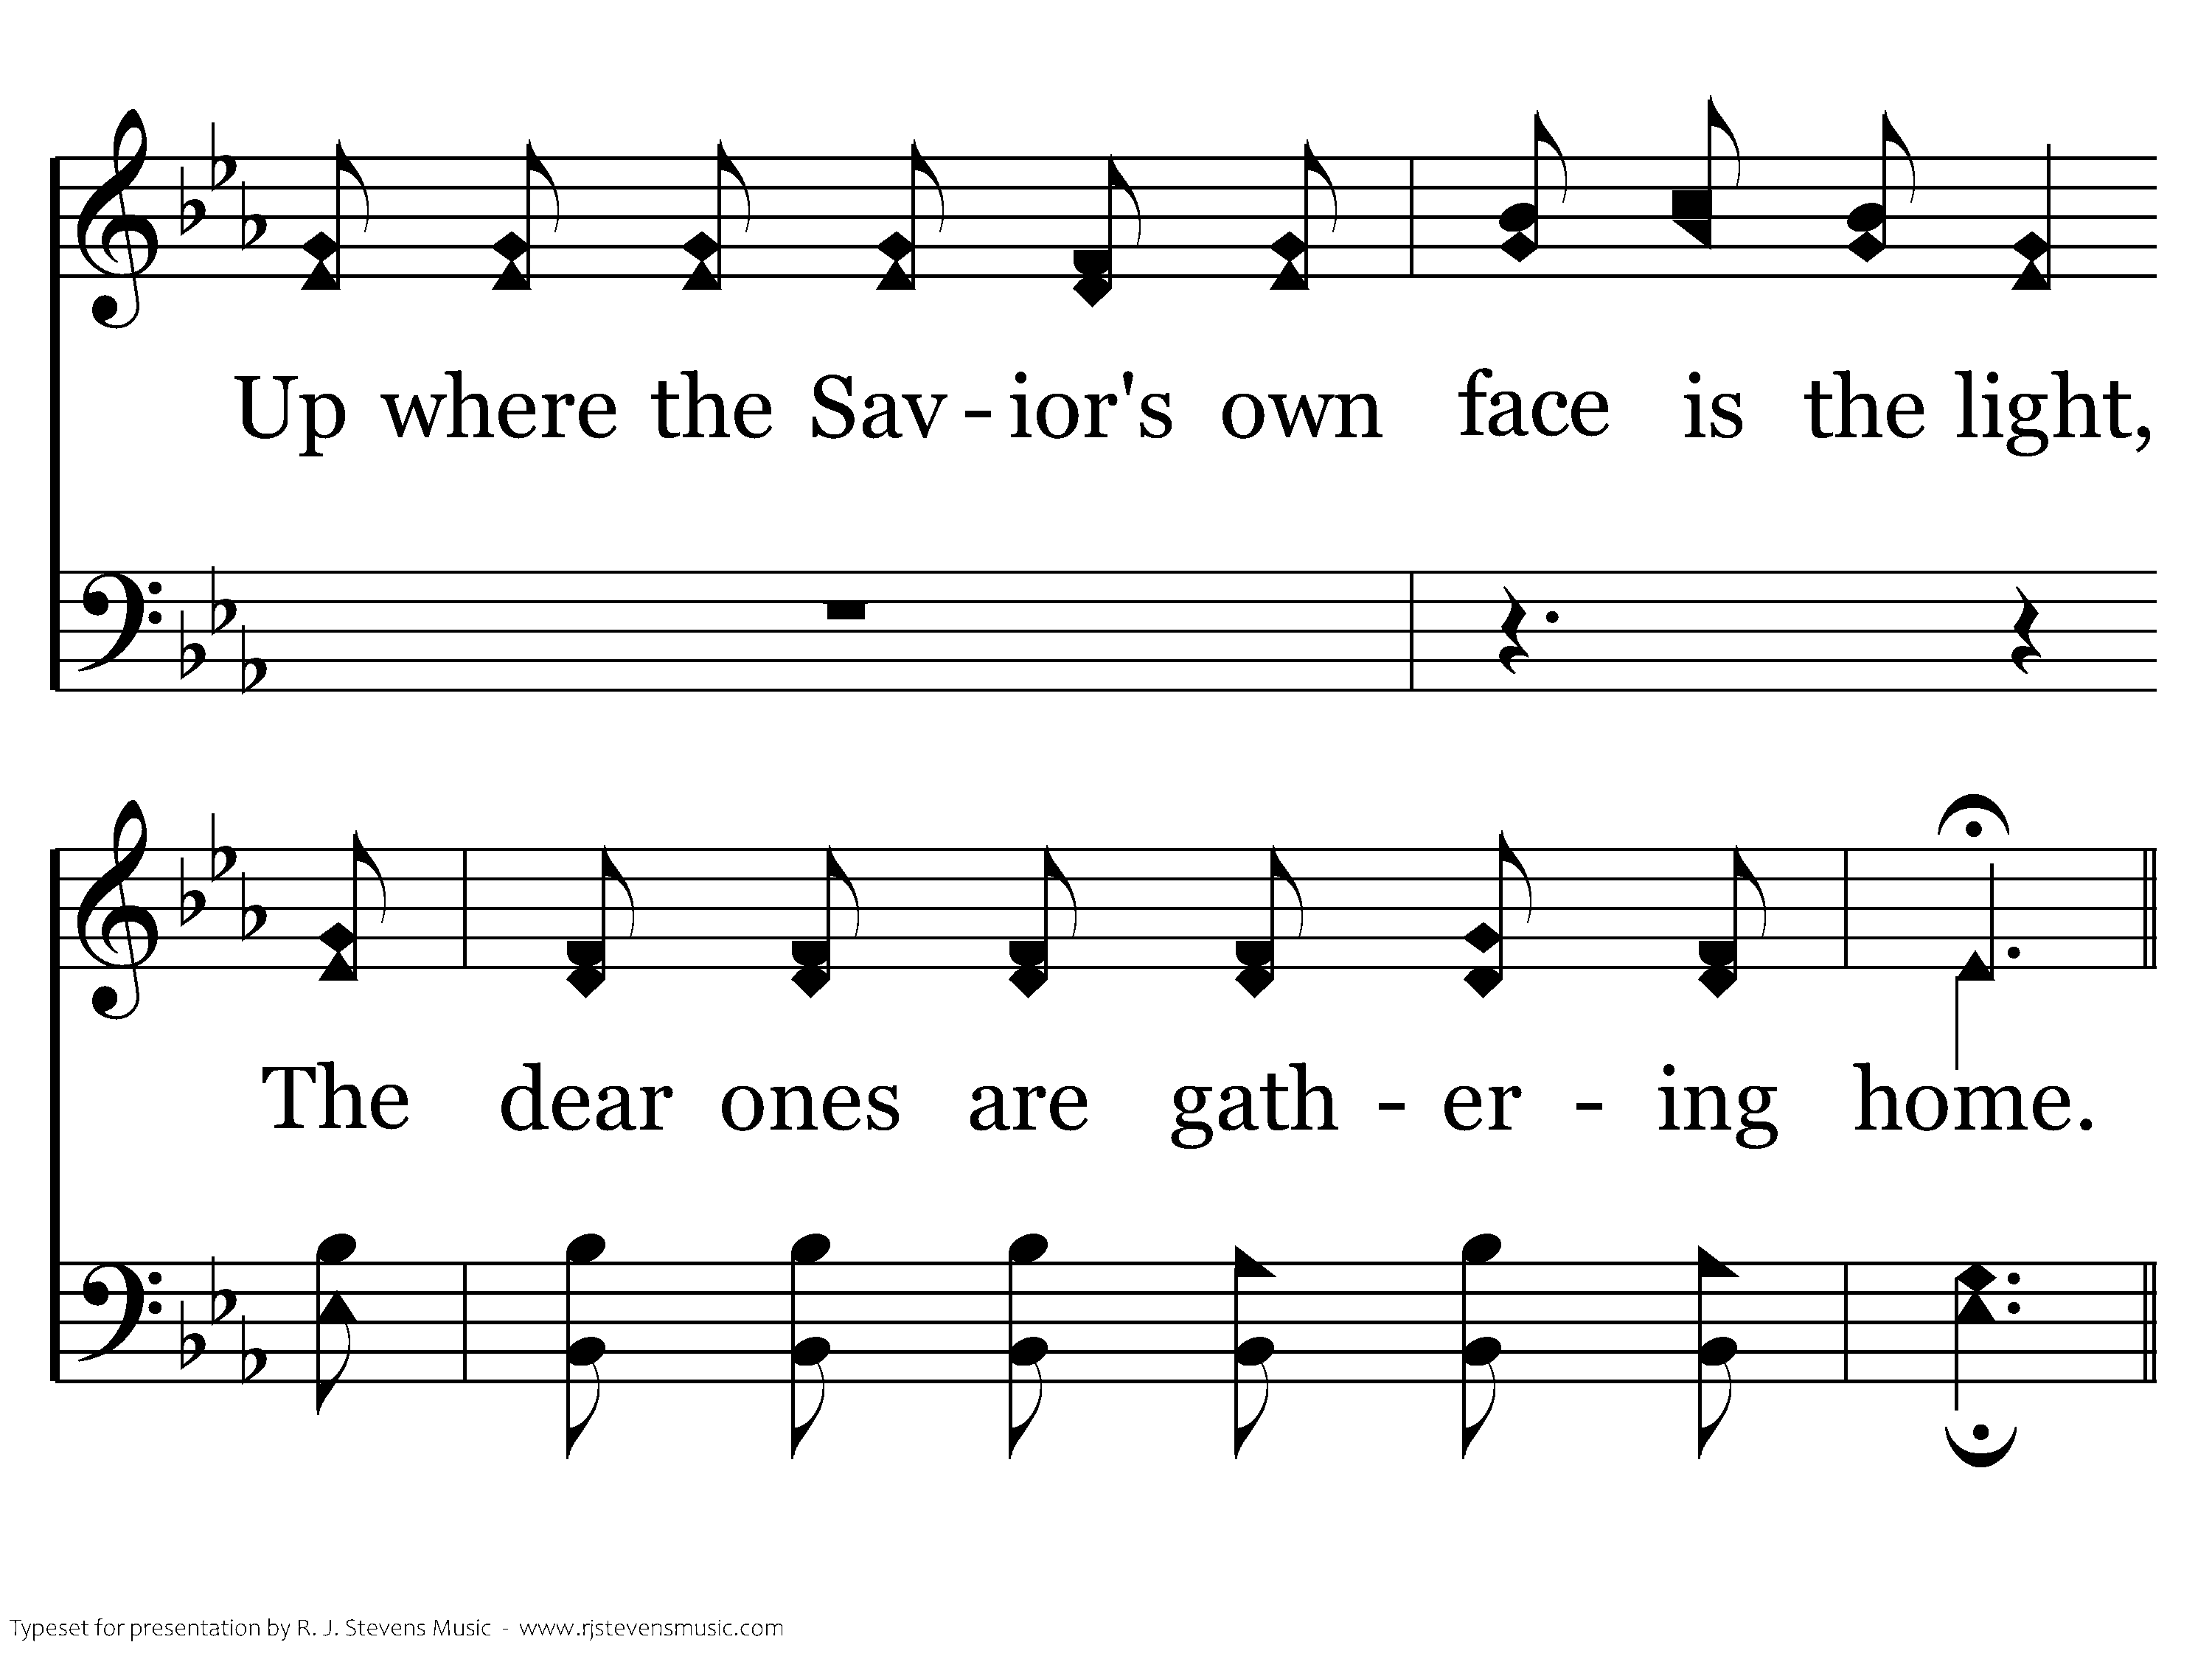 Up where the Sav - ior's own face is the light,
The dear ones are gath - er - ing home.
Typeset for presentation by R. J. Stevens Music - www.rjstevensmusic.com